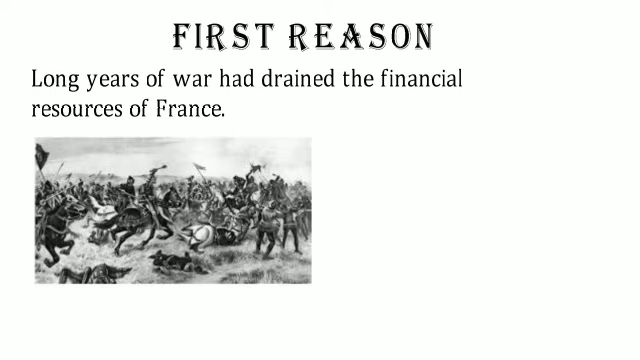 FIRST REASON
Long years of war had drained the financial
resources of France.